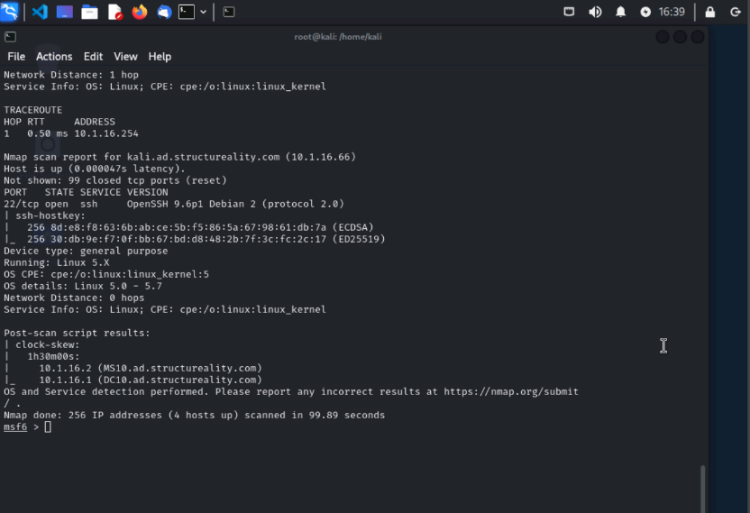 16:39
root@kali: /home/kali
File Actions Edit View Help
Network Distance: 1 hop
Service Info: OS: Linux; CPE: cpe:/o:linux:linux_kernel
TRACEROUTE
HOP RTT     ADDRESS
1   0.50 ms 10.1.16.254
Nmap scan report for kali.ad.structureality.com (10.1.16.66)
Host is up (0.000047s latency).
Not shown: 99 closed tcp ports (reset)
PORT   STATE SERVICE VERSION
22/tcp open  ssh     OpenSSH 9.6p1 Debian 2 (protocol 2.0)
| ssh-hostkey:
|   256 8d:e8:f8:63:6b:ab:ce:5b:f5:86:5a:67:98:61:db:7a (ECDSA)
|_  256 30:db:9e:f7:0f:bb:67:bd:d8:48:2b:7f:3c:fc:2c:17 (ED25519)
Device type: general purpose
Running: Linux 5.X
OS CPE: cpe:/o:linux:linux_kernel:5
OS details: Linux 5.0 - 5.7
Network Distance: 0 hops
Service Info: OS: Linux; CPE: cpe:/o:linux:linux_kernel
Post-scan script results:
| clock-skew:
|   1h30m00s:
|     10.1.16.2 (MS10.ad.structureality.com)
|_    10.1.16.1 (DC10.ad.structureality.com)
OS and Service detection performed. Please report any incorrect results at https://nmap.org/submit
/ .
Nmap done: 256 IP addresses (4 hosts up) scanned in 99.89 seconds
msf6 >